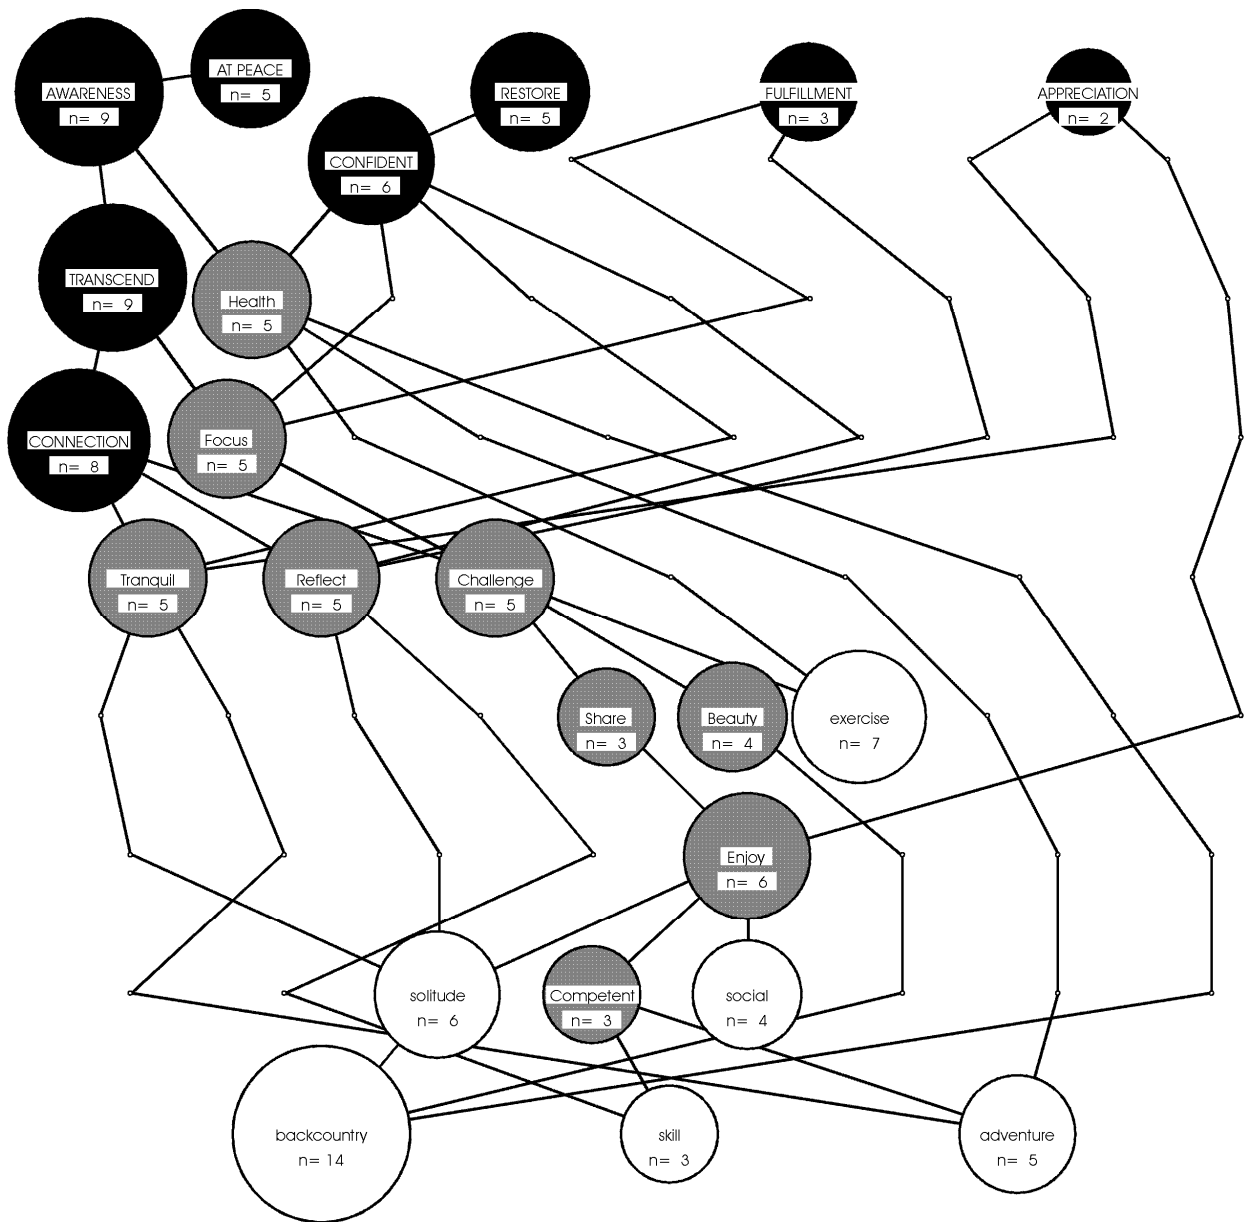 AT PEACE
n= 5
AWARENESS
n= 9
RESTORE
n= 5
FULFILLMENT
n= 3
APPRECIATION
n= 2
CONFIDENT
n= 6
TRANSCEND
n= 9
Health
n= 5
CONNECTION
n= 8
Focus
n= 5
Tranquil
n= 5
Reflect
n= 5
Challenge
n= 5
Share
n= 3
Beauty
n= 4
exercise
n= 7
Enjoy
n= 6
solitude
n= 6
Competent
n= 3
social
n= 4
backcountry
n= 14
skill
n= 3
adventure
n= 5